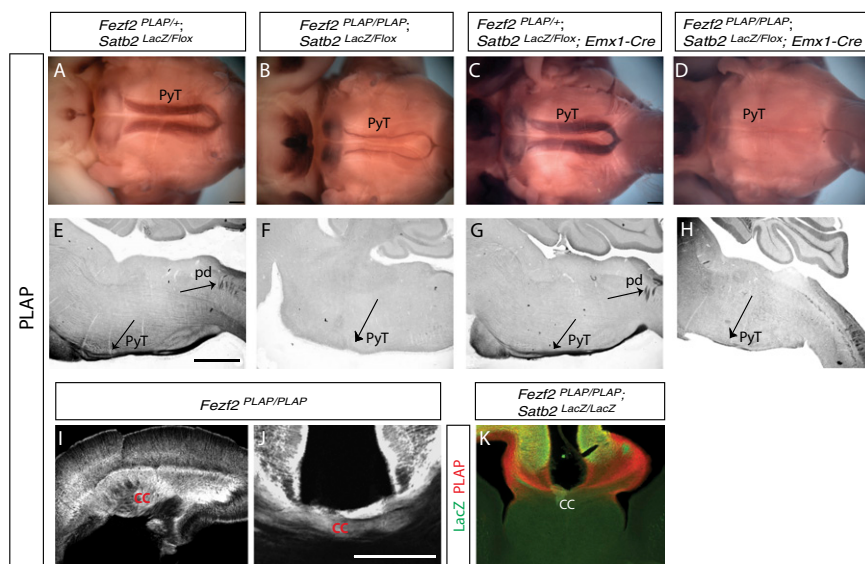 Fezf2 PLAP/+;
Satb2 LacZ/Flox
Fezf2 PLAP/PLAP;
Satb2 LacZ/Flox
Fezf2 PLAP/+;
Satb2 LacZ/Flox; Emx1-Cre
Fezf2 PLAP/PLAP;
Satb2 LacZ/Flox; Emx1-Cre
A
PyT
B
PyT
C
PyT
D
PyT
PLAP
E
pd
PyT
F
PyT
G
pd
PyT
H
PyT
Fezf2 PLAP/PLAP
Fezf2 PLAP/PLAP;
Satb2 LacZ/LacZ
I
CC
J
CC
LacZ PLAP
K
CC